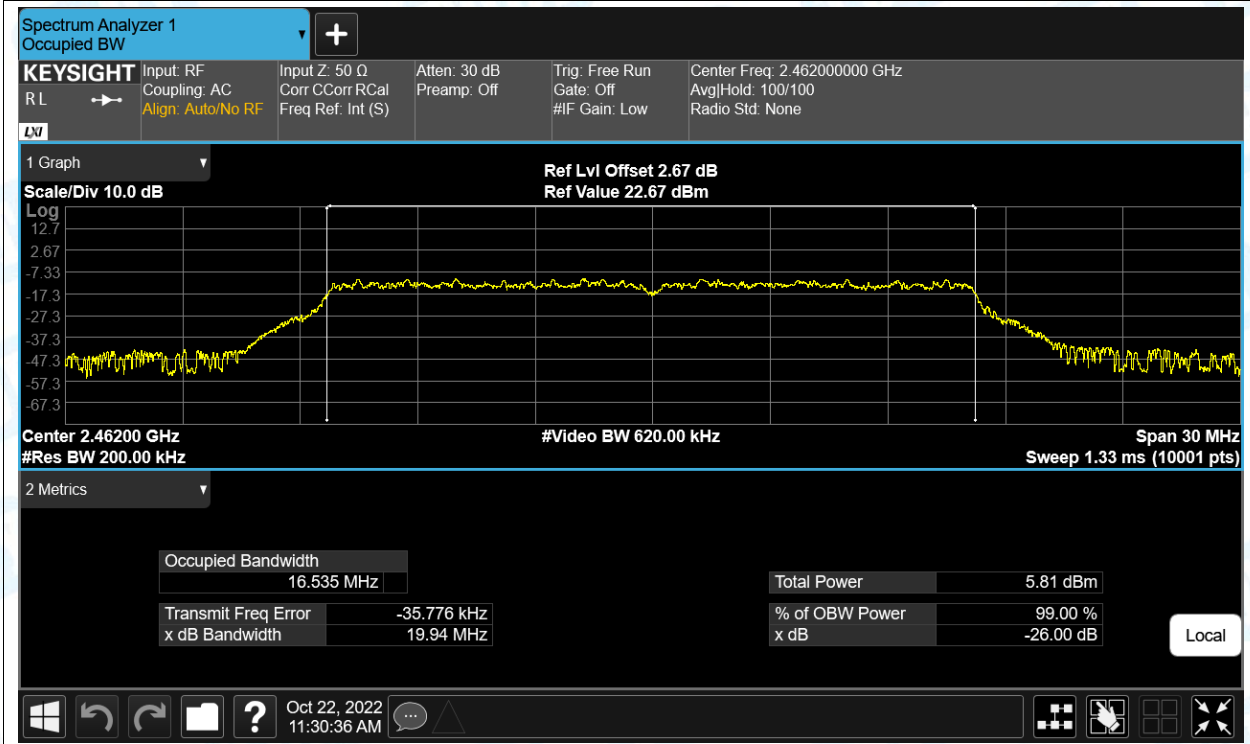 Spectrum Analyzer 1
Occupied BW
KEYSIGHT
R L
LXI
Input: RF
Coupling: AC
Align: Auto/No RF
Input Z: 50 Ω
Corr CCorr RCal
Freq Ref: Int (S)
Atten: 30 dB
Preamp: Off
Trig: Free Run
Gate: Off
#IF Gain: Low
Center Freq: 2.462000000 GHz
Avg|Hold: 100/100
Radio Std: None
1 Graph
Scale/Div 10.0 dB
Ref Lvl Offset 2.67 dB
Ref Value 22.67 dBm
Log
12.7
2.67
-7.33
-17.3
-27.3
-37.3
-47.3
-57.3
-67.3
Center 2.46200 GHz
#Video BW 620.00 kHz
Span 30 MHz
#Res BW 200.00 kHz
Sweep 1.33 ms (10001 pts)
2 Metrics
Occupied Bandwidth
16.535 MHz
Transmit Freq Error -35.776 kHz
x dB Bandwidth 19.94 MHz
Total Power 5.81 dBm
% of OBW Power 99.00 %
x dB -26.00 dB
Local
?
Oct 22, 2022
11:30:36 AM